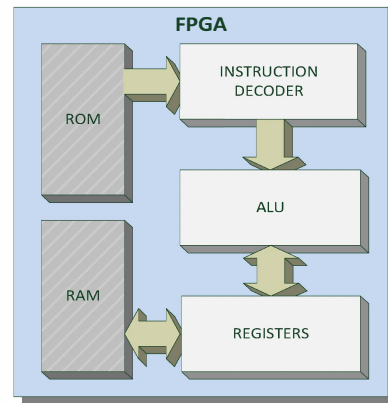 FPGA
ROM
INSTRUCTION
DECODER
ALU
RAM
REGISTERS